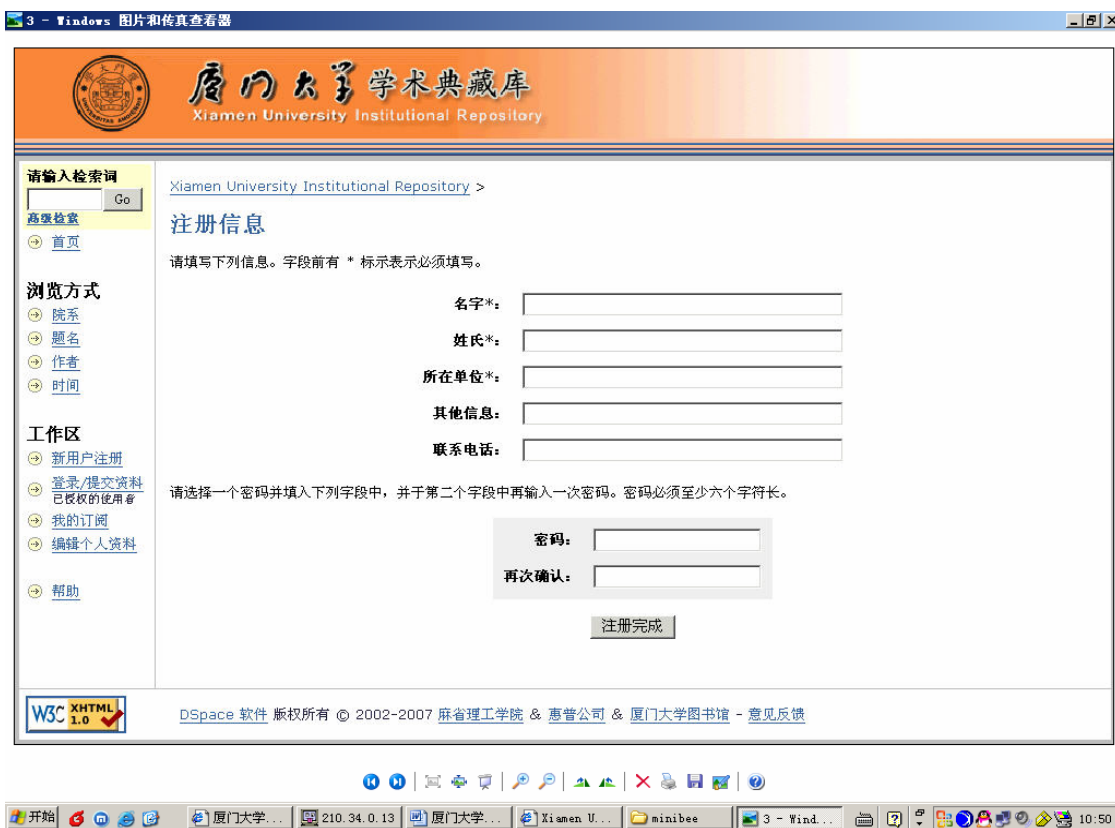 3 - Windows 图片和传真查看器
厦门大学学术典藏库
Xiamen University Institutional Repository
请输入检索词
Go
高级检索
首页
浏览方式
院系
题名
作者
时间
工作区
新用户注册
登录/提交资料
已授权的使用者
我的订阅
编辑个人资料
帮助
Xiamen University Institutional Repository >
注册信息
请填写下列信息。字段前有 * 标示表示必须填写。
名字*:
姓氏*:
所在单位*:
其他信息:
联系电话:
请选择一个密码并填入下列字段中，并于第二个字段中再输入一次密码。密码必须至少六个字符长。
密码:
再次确认:
注册完成
W3C XHTML 1.0
DSpace 软件 版权所有 © 2002-2007 麻省理工学院 & 惠普公司 & 厦门大学图书馆 - 意见反馈
开始 厦门大学... 210.34.0.13 厦门大学... Xiamen U... minibee 3 - Wind... 10:50